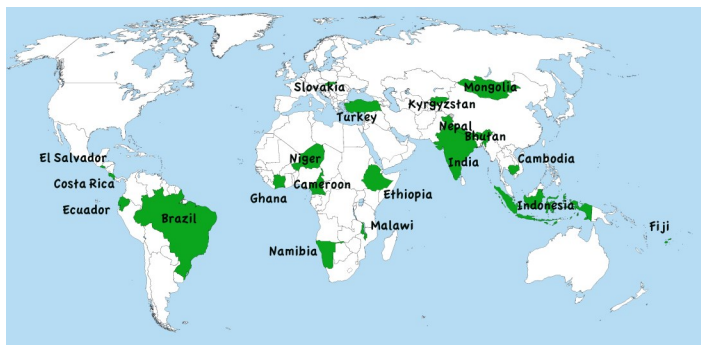 Slovakia
Mongolia
Kyrgyzstan
Turkey
Nepal
Bhutan
El Salvador
Niger
India
Cambodia
Costa Rica
Cameroon
Ghana
Ethiopia
Ecuador
Brazil
Indonesia
Malawi
Fiji
Namibia